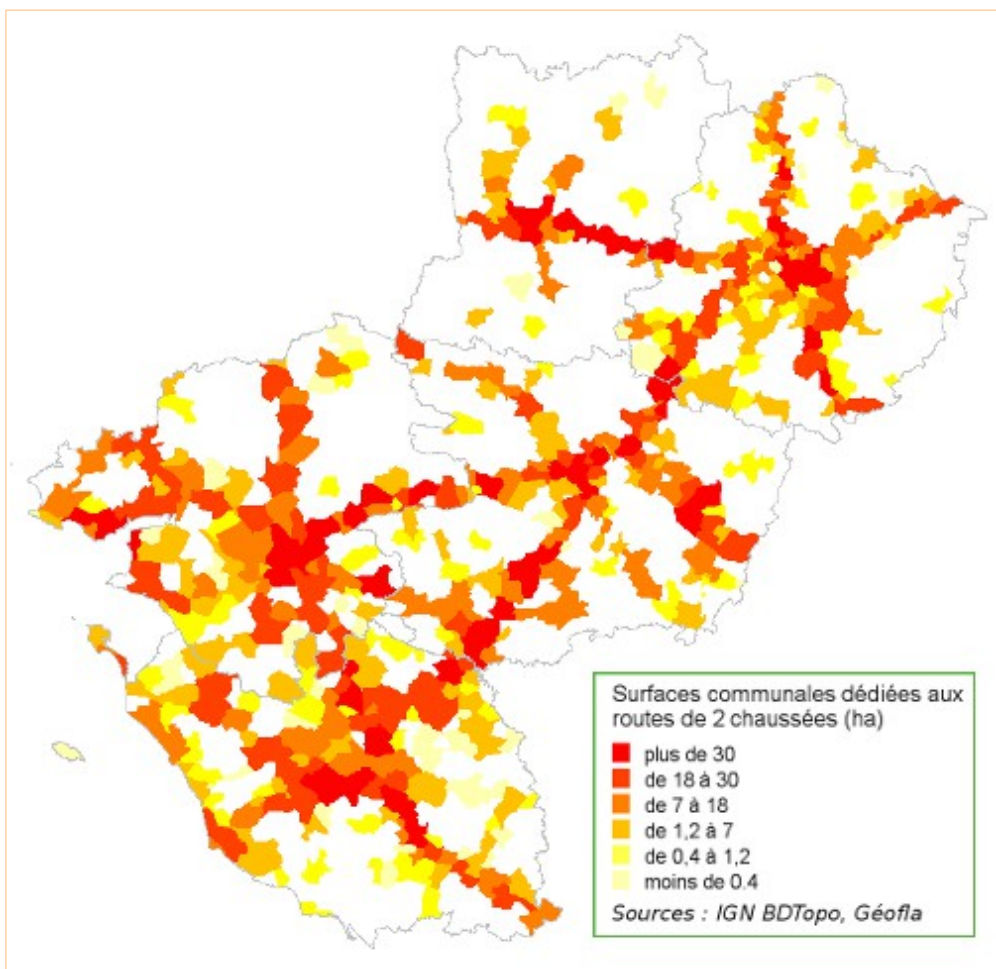 Surfaces communales dédiées aux
routes de 2 chaussées (ha)
plus de 30
de 18 à 30
de 7 à 18
de 1,2 à 7
de 0,4 à 1,2
moins de 0.4
Sources : IGN BDTopo, Géofla